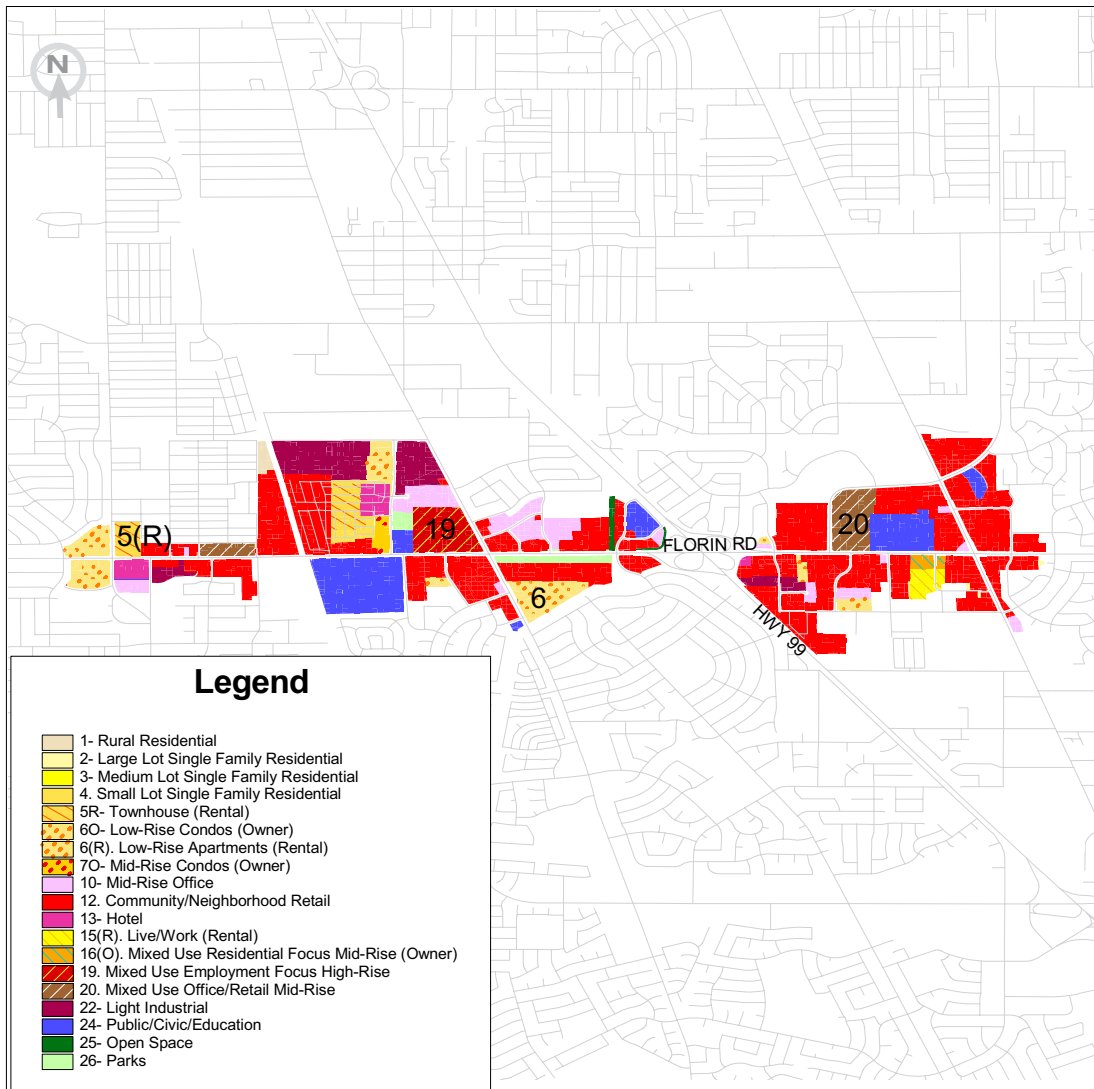 N
5(R)
19
20
FLORIN RD
6
HWY 99
Legend
1- Rural Residential
2- Large Lot Single Family Residential
3- Medium Lot Single Family Residential
4. Small Lot Single Family Residential
5R- Townhouse (Rental)
6O- Low-Rise Condos (Owner)
6(R). Low-Rise Apartments (Rental)
7O- Mid-Rise Condos (Owner)
10- Mid-Rise Office
12. Community/Neighborhood Retail
13- Hotel
15(R). Live/Work (Rental)
16(O). Mixed Use Residential Focus Mid-Rise (Owner)
19. Mixed Use Employment Focus High-Rise
20. Mixed Use Office/Retail Mid-Rise
22- Light Industrial
24- Public/Civic/Education
25- Open Space
26- Parks